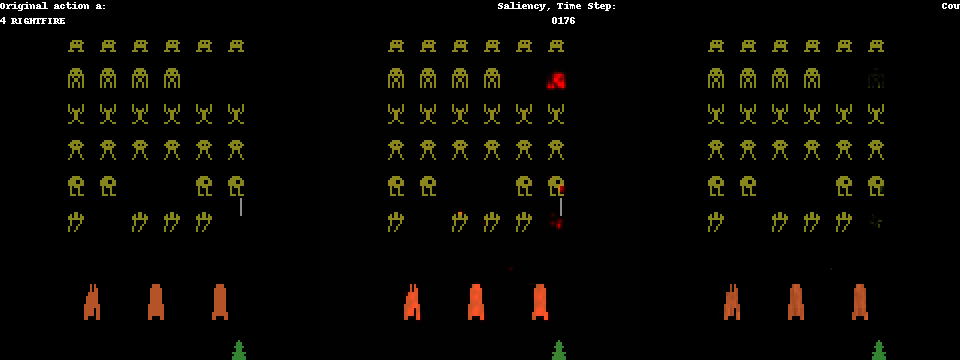 Original action a:
4 RIGHTFIRE
Saliency, Time Step:
0176
Cou